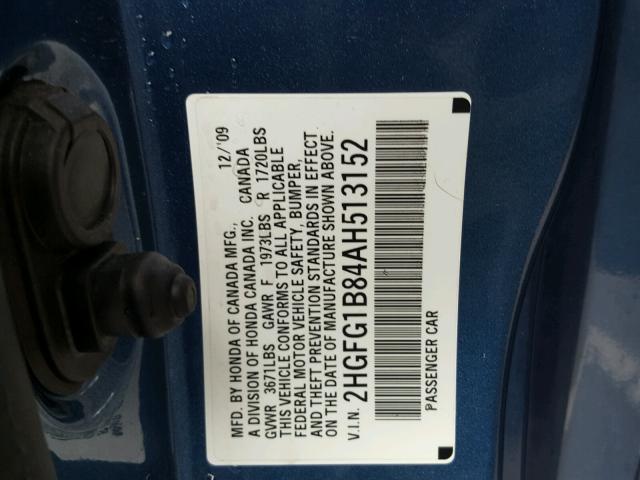 MFD. BY HONDA OF CANADA MFG., 12/'09
A DIVISION OF HONDA CANADA INC. CANADA
GVWR 3671LBS GAWR F 1973LBS R 1720LBS
THIS VEHICLE CONFORMS TO ALL APPLICABLE
FEDERAL MOTOR VEHICLE SAFETY, BUMPER,
AND THEFT PREVENTION STANDARDS IN EFFECT
ON THE DATE OF MANUFACTURE SHOWN ABOVE.
V.I.N. 2HGFG1B84AH513152
PASSENGER CAR